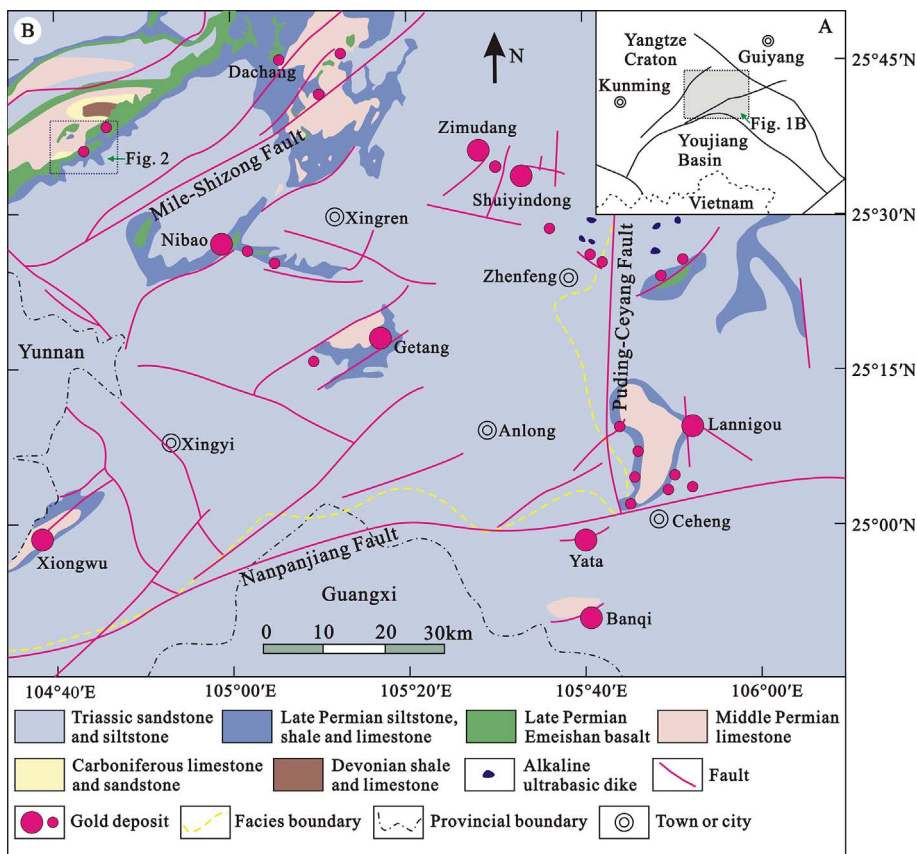 B
A
N
Yangtze
Craton
Guiyang
Kunming
Fig. 1B
Youjiang
Basin
Vietnam
25°45′N
25°30′N
25°15′N
25°00′N
Dachang
Fig. 2
Mile-Shizong Fault
Zimudang
Shuiyindong
Xingren
Nibao
Zhenfeng
Puding-Ceyang Fault
Yunnan
Getang
Lannigou
Xingyi
Anlong
Ceheng
Xiongwu
Nanpanjiang Fault
Yata
Guangxi
Banqi
0 10 20 30km
104°40′E 105°00′E 105°20′E 105°40′E 106°00′E
Triassic sandstone
and siltstone
Late Permian siltstone,
shale and limestone
Late Permian
Emeishan basalt
Middle Permian
limestone
Carboniferous limestone
and sandstone
Devonian shale
and limestone
Alkaline
ultrabasic dike
Fault
Gold deposit
Facies boundary
Provincial boundary
Town or city